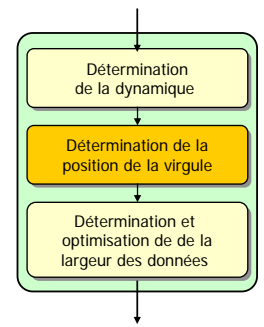 Détermination
de la dynamique
Détermination de la
position de la virgule
Détermination et
optimisation de de la
largeur des données